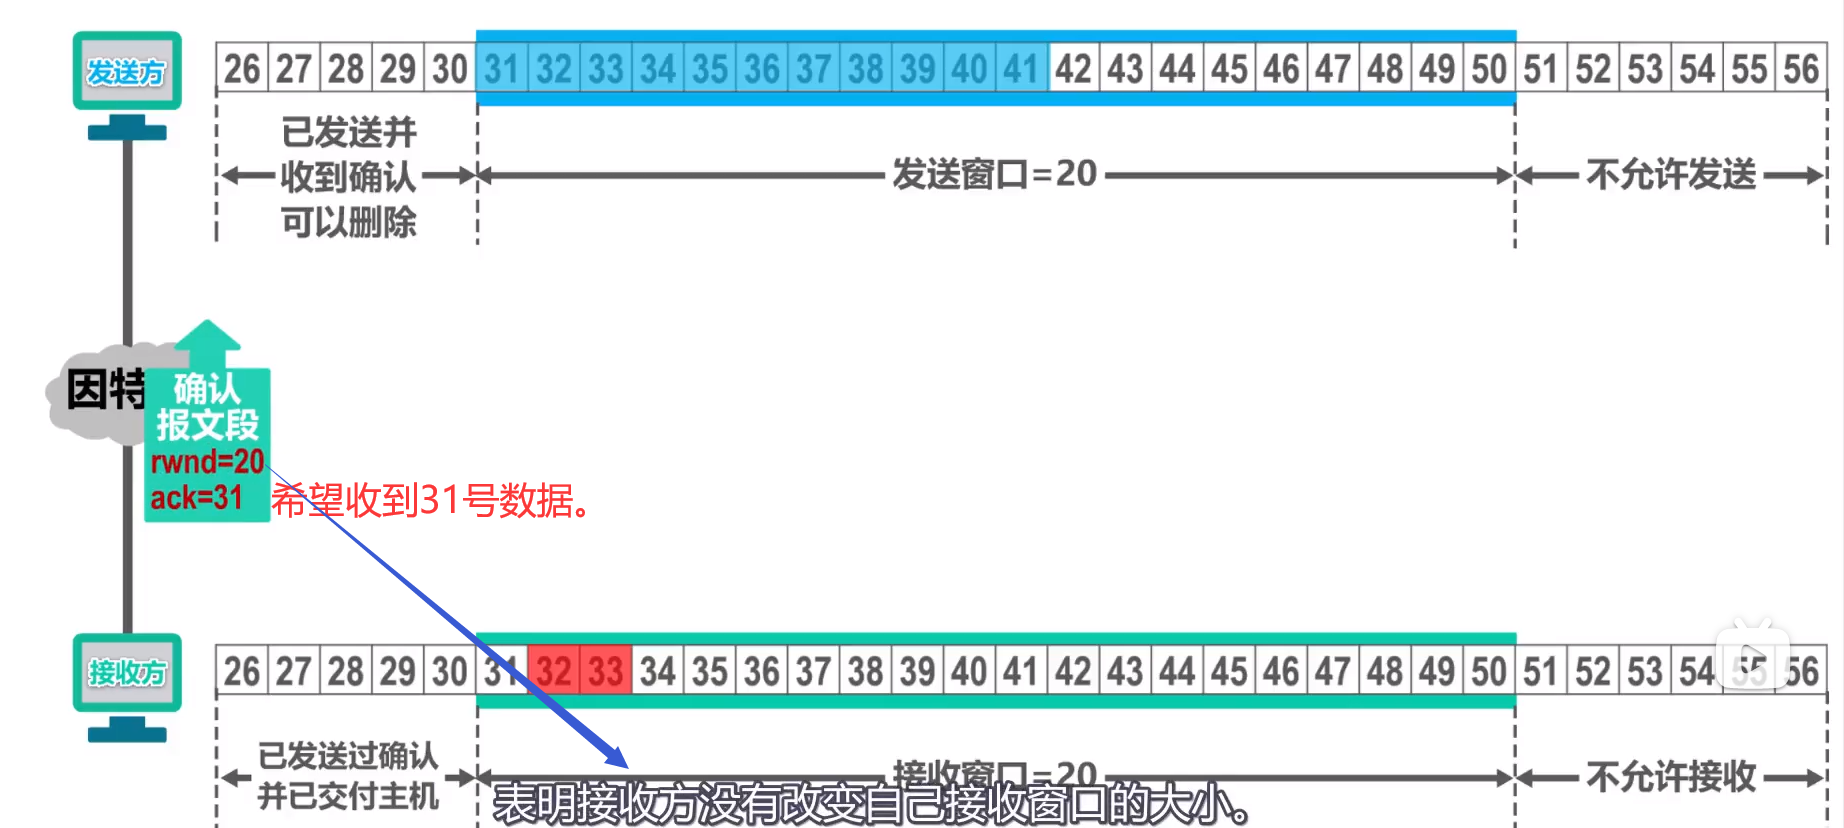 发送方
26 27 28 29 30 31 32 33 34 35 36 37 38 39 40 41 42 43 44 45 46 47 48 49 50 51 52 53 54 55 56
已发送并
收到确认
可以删除
发送窗口=20
不允许发送
因特
确认
报文段
rwnd=20
ack=31
希望收到31号数据。
接收方
26 27 28 29 30 31 32 33 34 35 36 37 38 39 40 41 42 43 44 45 46 47 48 49 50 51 52 53 54 55 56
已发送过确认
并已交付主机
接收窗口=20
不允许接收
表明接收方没有改变自己接收窗口的大小。